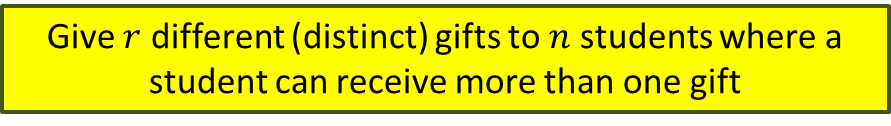 Give 𝑟 different (distinct) gifts to 𝑛 students where a
student can receive more than one gift